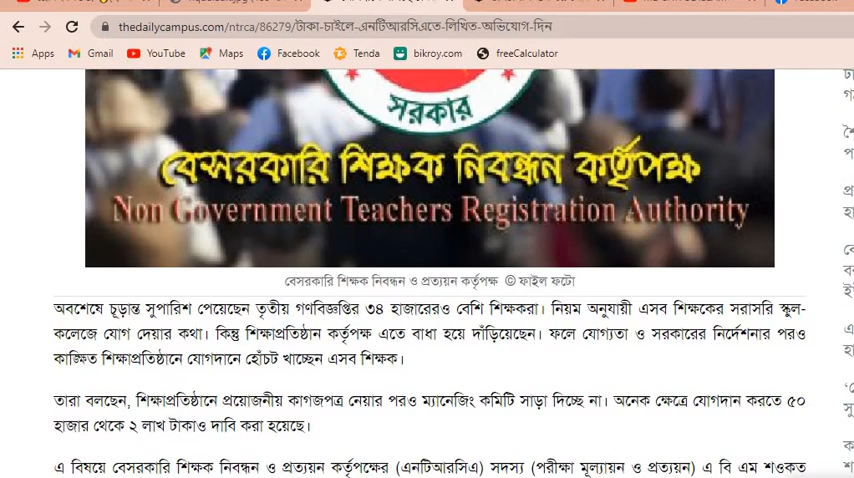 thedailycampus.com/ntrca/86279/টাকা-চাইলে-এনটিআরসিএতে-লিখিত-অভিযোগ-দিন
Apps Gmail YouTube Maps Facebook Tenda bikroy.com freeCalculator
সরকার
বেসরকারি শিক্ষক নিবন্ধন কর্তৃপক্ষ
Non Government Teachers Registration Authority
বেসরকারি শিক্ষক নিবন্ধন ও প্রত্যয়ন কর্তৃপক্ষ © ফাইল ফটো
অবশেষে চূড়ান্ত সুপারিশ পেয়েছেন তৃতীয় গণবিজ্ঞপ্তির ৩৪ হাজারেরও বেশি শিক্ষকরা। নিয়ম অনুযায়ী এসব শিক্ষকের সরাসরি স্কুল-
কলেজে যোগ দেয়ার কথা। কিন্তু শিক্ষাপ্রতিষ্ঠান কর্তৃপক্ষ এতে বাধা হয়ে দাঁড়িয়েছেন। ফলে যোগ্যতা ও সরকারের নির্দেশনার পরও
কাঙ্ক্ষিত শিক্ষাপ্রতিষ্ঠানে যোগদানে হোঁচট খাচ্ছেন এসব শিক্ষক।
তারা বলছেন, শিক্ষাপ্রতিষ্ঠানে প্রয়োজনীয় কাগজপত্র নেয়ার পরও ম্যানেজিং কমিটি সাড়া দিচ্ছে না। অনেক ক্ষেত্রে যোগদান করতে ৫০
হাজার থেকে ২ লাখ টাকাও দাবি করা হয়েছে।
এ বিষয়ে বেসরকারি শিক্ষক নিবন্ধন ও প্রত্যয়ন কর্তৃপক্ষের (এনটিআরসিএ) সদস্য (পরীক্ষা মূল্যায়ন ও প্রত্যয়ন) এ বি এম শওকত